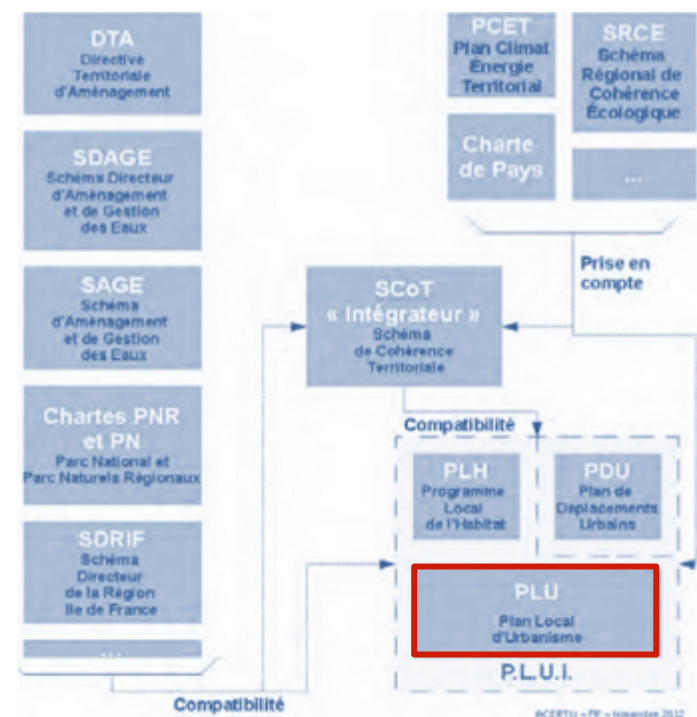 DTA
Directive
Territoriale
d'Aménagement
SDAGE
Schéma Directeur
d'Aménagement
et de Gestion
des Eaux
SAGE
Schéma
d'Aménagement
et de Gestion
des Eaux
Chartes PNR
et PN
Parc National et
Parc Naturels Régionaux
SDRIF
Schéma
Directeur
de la Région
Ile de France
...
Compatibilité
PCET
Plan Climat
Énergie
Territorial
SRCE
Schéma
Régional de
Cohérence
Écologique
Charte
de Pays
...
Prise en
compte
SCoT
« Intégrateur »
Schéma
de Cohérence
Territoriale
Compatibilité
PLH
Programme
Local
de l'Habitat
PDU
Plan de
Déplacements
Urbains
PLU
Plan Local
d'Urbanisme
P.L.U.I.
©CERTU – FF – Novembre 2012